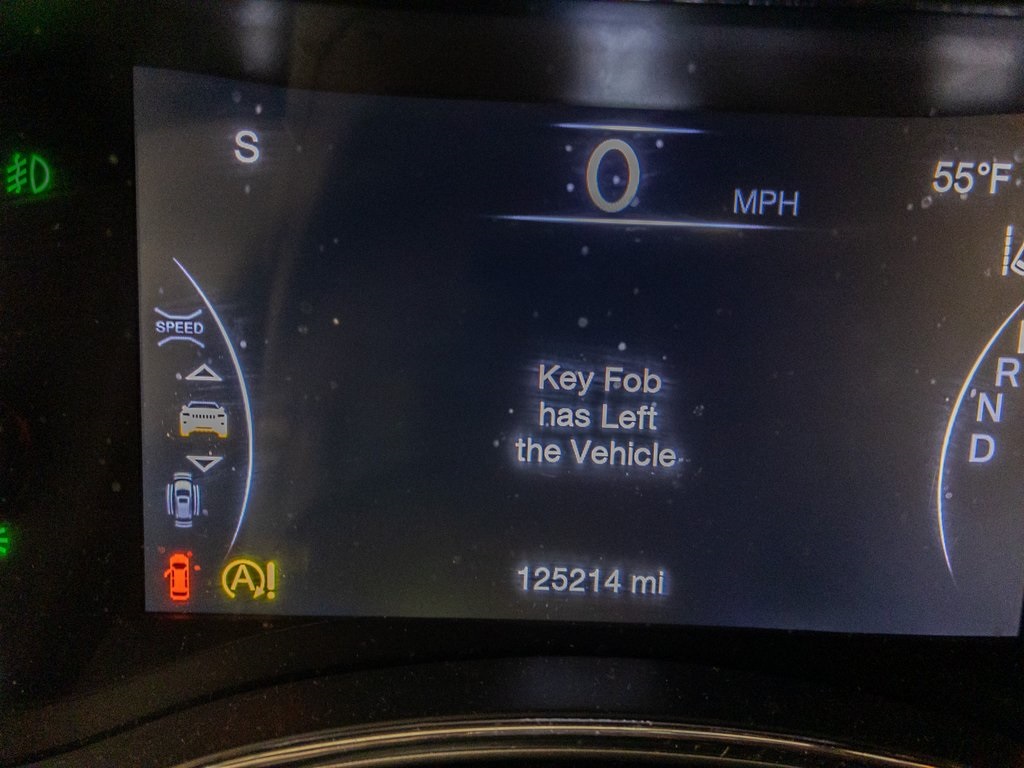 S
0
MPH
55°F
SPEED
R
N
D
Key Fob
has Left
the Vehicle
A!
125214 mi